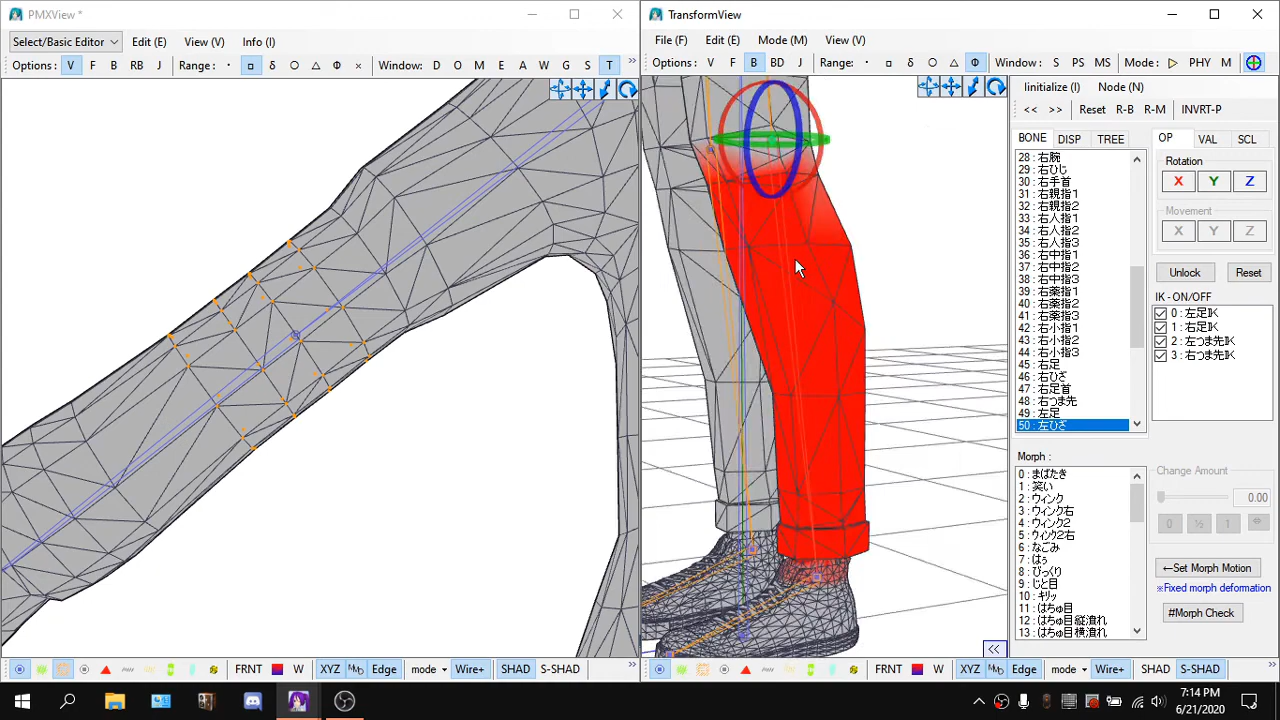 PMXView *
Select/Basic Editor
Edit (E)
View (V)
Info (I)
Options: V F B RB J Range: Φ × Window: D O M E A W G S T
FRNT W XYZ Edge mode Wire+ SHAD S-SHAD
TransformView
File (F)
Edit (E)
Mode (M)
View (V)
Options: V F B BD J Range: Φ Window: S PS MS Mode: PHY M
Iinitialize (I)
Node (N)
<< >> Reset R-B R-M INVRT-P
BONE DISP TREE
28 : 右腕
29 : 右ひじ
30 : 右手首
31 : 右親指1
32 : 右親指2
33 : 右人指1
34 : 右人指2
35 : 右人指3
36 : 右中指1
37 : 右中指2
38 : 右中指3
39 : 右薬指1
40 : 右薬指2
41 : 右薬指3
42 : 右小指1
43 : 右小指2
44 : 右小指3
45 : 右足
46 : 右ひざ
47 : 右足首
48 : 右つま先
49 : 左足
50 : 左ひざ
OP VAL SCL
Rotation
X Y Z
Movement
X Y Z
Unlock Reset
IK - ON/OFF
0 : 左足IK
1 : 右足IK
2 : 左つま先IK
3 : 右つま先IK
Morph :
0 : まばたき
1 : 笑い
2 : ウィンク
3 : ウィンク右
4 : ウィンク2
5 : ウィンク2右
6 : なごみ
7 : はぅ
8 : びっくり
9 : じと目
10 : キリッ
11 : はちゅ目
12 : はちゅ目縦潰れ
13 : はちゅ目横潰れ
Change Amount
0.00
0 ½ 1
←Set Morph Motion
※Fixed morph deformation
#Morph Check
<<
FRNT W XYZ Edge mode Wire+ SHAD S-SHAD
7:14 PM
6/21/2020